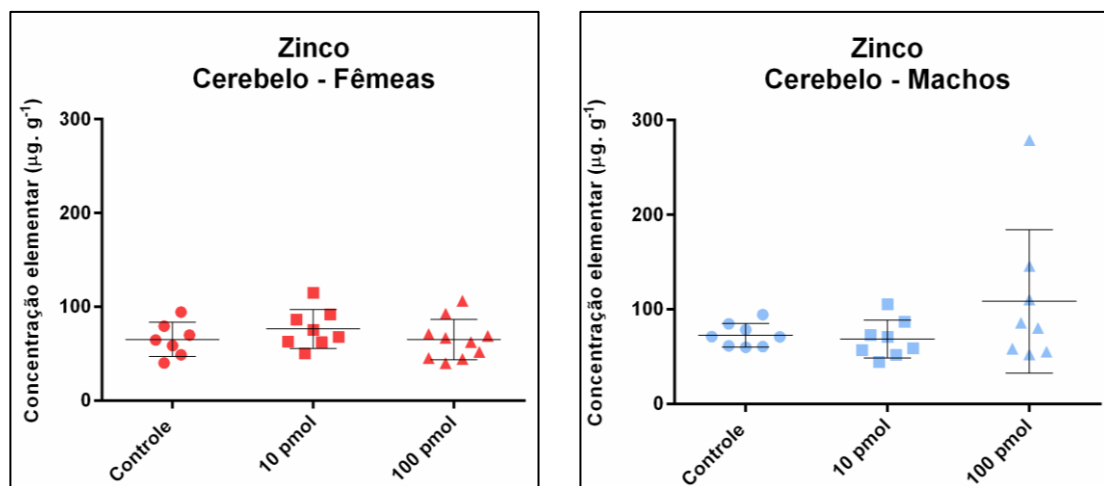 Zinco
Cerebelo - Fêmeas
Concentração elementar (µg. g⁻¹)
300
200
100
0
Controle
10 pmol
100 pmol
Zinco
Cerebelo - Machos
Concentração elementar (µg. g⁻¹)
300
200
100
0
Controle
10 pmol
100 pmol